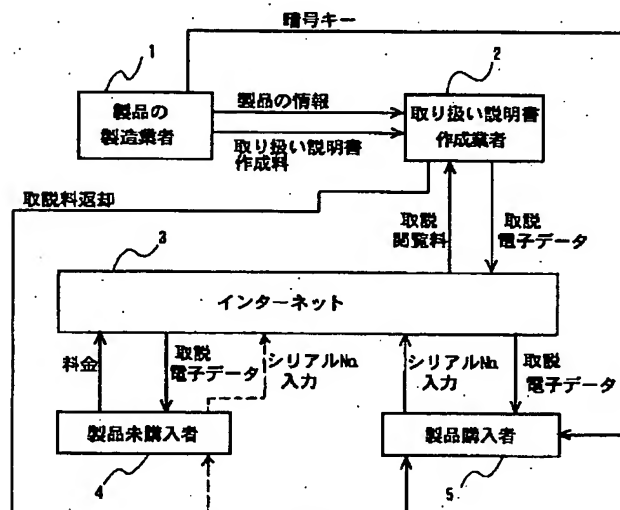 暗号キー
1
2
製品の
製造業者
製品の情報
取り扱い説明書
作成料
取り扱い説明書
作成業者
取説料返却
取説
閲覧料
取説
電子データ
3
インターネット
料金
取説
電子データ
シリアル№
入力
シリアル№
入力
取説
電子データ
製品未購入者
製品購入者
4
5